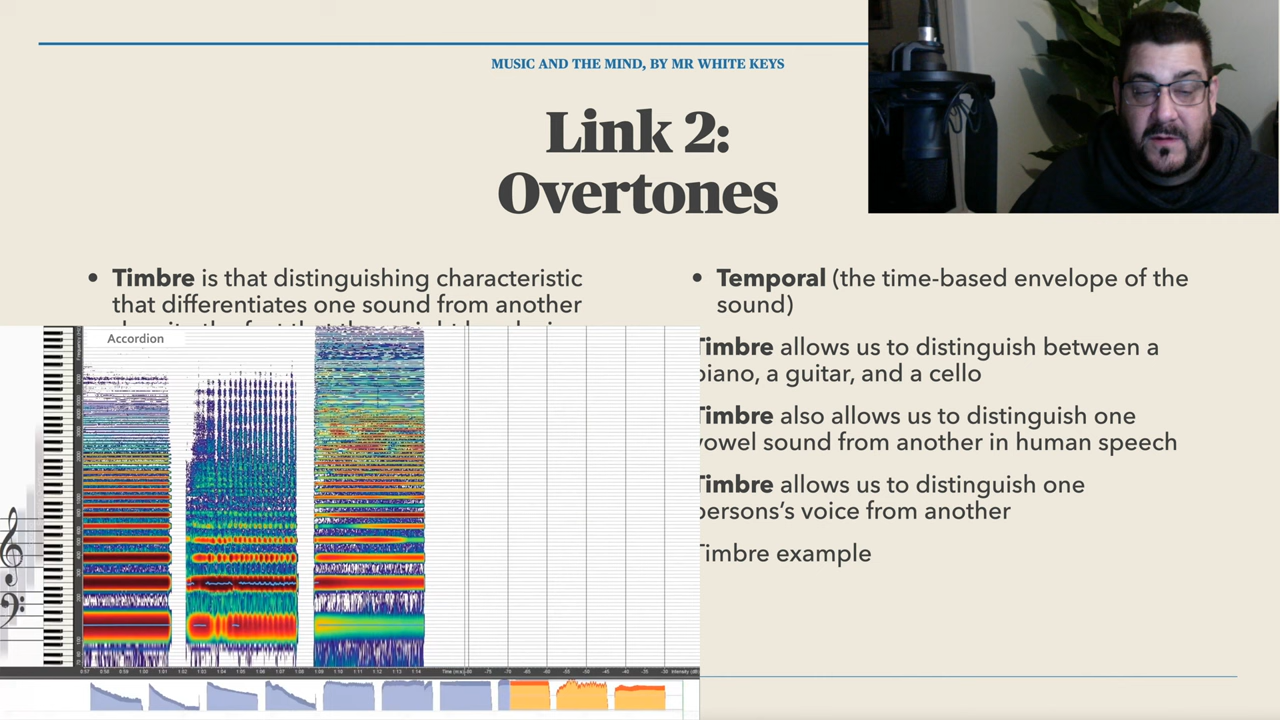 MUSIC AND THE MIND, BY MR WHITE KEYS
Link 2:
Overtones
• Timbre is that distinguishing characteristic
that differentiates one sound from another
• Temporal (the time-based envelope of the
sound)
Timbre allows us to distinguish between a
piano, a guitar, and a cello
Timbre also allows us to distinguish one
vowel sound from another in human speech
Timbre allows us to distinguish one
persons's voice from another
Timbre example
Accordion